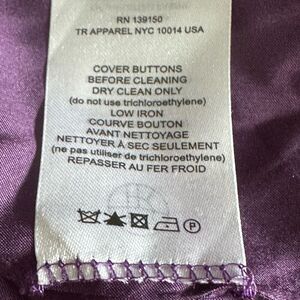 RN 139150
TR APPAREL NYC 10014 USA
COVER BUTTONS
BEFORE CLEANING
DRY CLEAN ONLY
(do not use trichloroethylene)
LOW IRON
COURVE BOUTON
AVANT NETTOYAGE
NETTOYER À SEC SEULEMENT
(ne pas utiliser de trichloroethylene)
REPASSER AU FER FROID
P